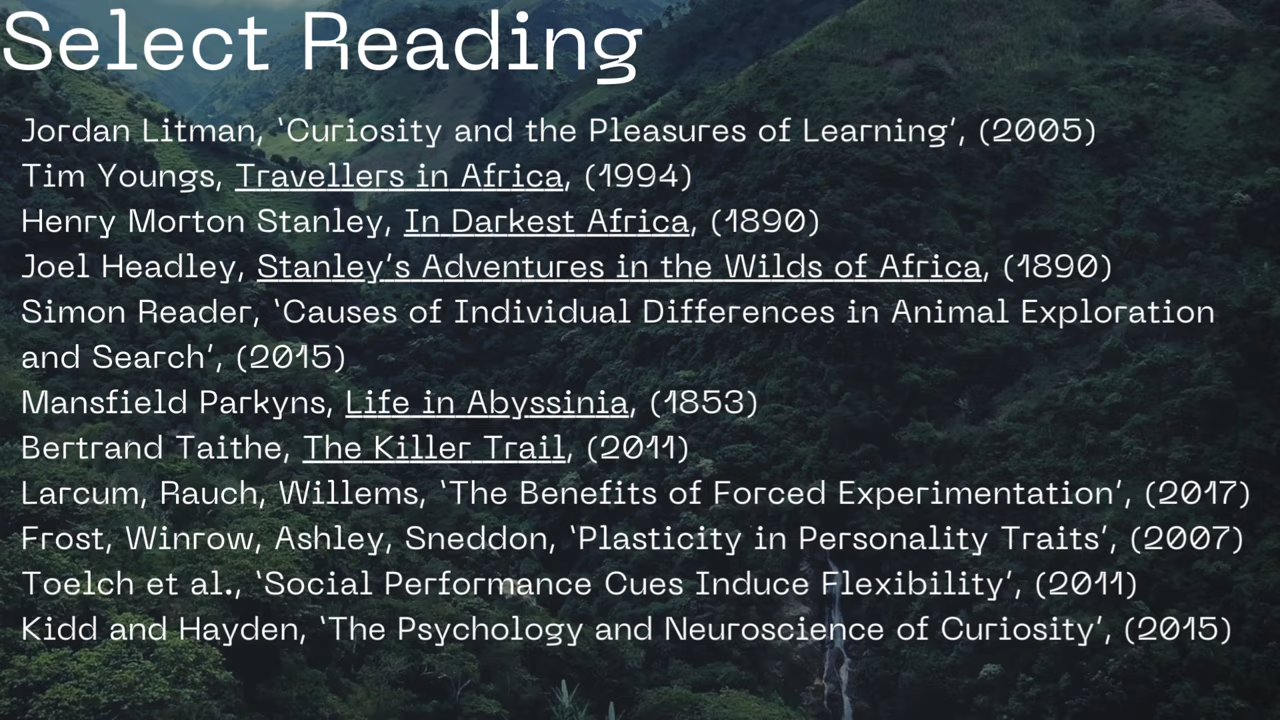 Select Reading
Jordan Litman, ‘Curiosity and the Pleasures of Learning’, (2005)
Tim Youngs, Travellers in Africa, (1994)
Henry Morton Stanley, In Darkest Africa, (1890)
Joel Headley, Stanley’s Adventures in the Wilds of Africa, (1890)
Simon Reader, ‘Causes of Individual Differences in Animal Exploration
and Search’, (2015)
Mansfield Parkyns, Life in Abyssinia, (1853)
Bertrand Taithe, The Killer Trail, (2011)
Larcum, Rauch, Willems, ‘The Benefits of Forced Experimentation’, (2017)
Frost, Winrow, Ashley, Sneddon, ‘Plasticity in Personality Traits’, (2007)
Toelch et al., ‘Social Performance Cues Induce Flexibility’, (2011)
Kidd and Hayden, ‘The Psychology and Neuroscience of Curiosity’, (2015)